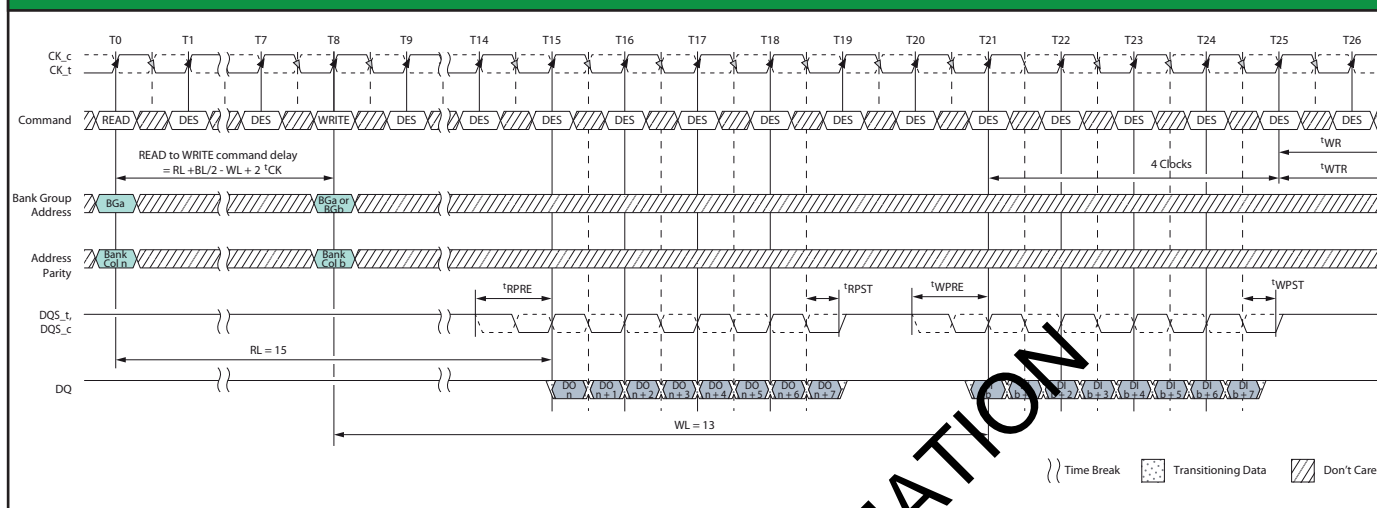 T0 T1 T7 T8 T9 T14 T15 T16 T17 T18 T19 T20 T21 T22 T23 T24 T25 T26
CK_c
CK_t
Command READ DES DES WRITE DES DES DES DES DES DES DES DES DES DES DES DES DES DES
READ to WRITE command delay
= RL +BL/2 - WL + 2 tCK
4 Clocks
tWR
tWTR
Bank Group
Address
BGa
BGa or
BGb
Address
Parity
Bank
Col n
Bank
Col b
tRPRE
tRPST
tWPRE
tWPST
DQS_t,
DQS_c
RL = 15
DQ
DO
n
DO
n + 1
DO
n + 2
DO
n + 3
DO
n + 4
DO
n + 5
DO
n + 6
DO
n + 7
b
DI
b + 2
DI
b + 3
DI
b + 4
DI
b + 5
DI
b + 6
DI
b + 7
WL = 13
Time Break
Transitioning Data
Don't Care